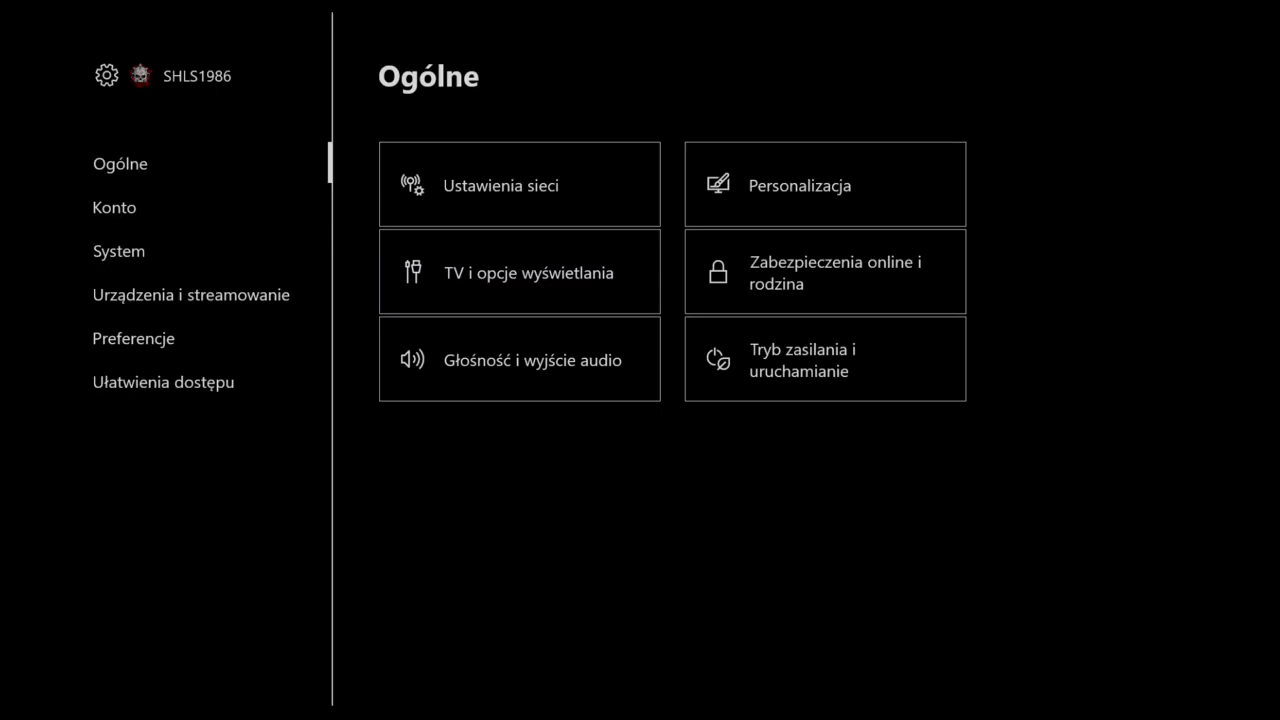 SHLS1986
Ogólne
Konto
System
Urządzenia i streamowanie
Preferencje
Ułatwienia dostępu
Ogólne
Ustawienia sieci
Personalizacja
TV i opcje wyświetlania
Zabezpieczenia online i
rodzina
Głośność i wyjście audio
Tryb zasilania i
uruchamianie